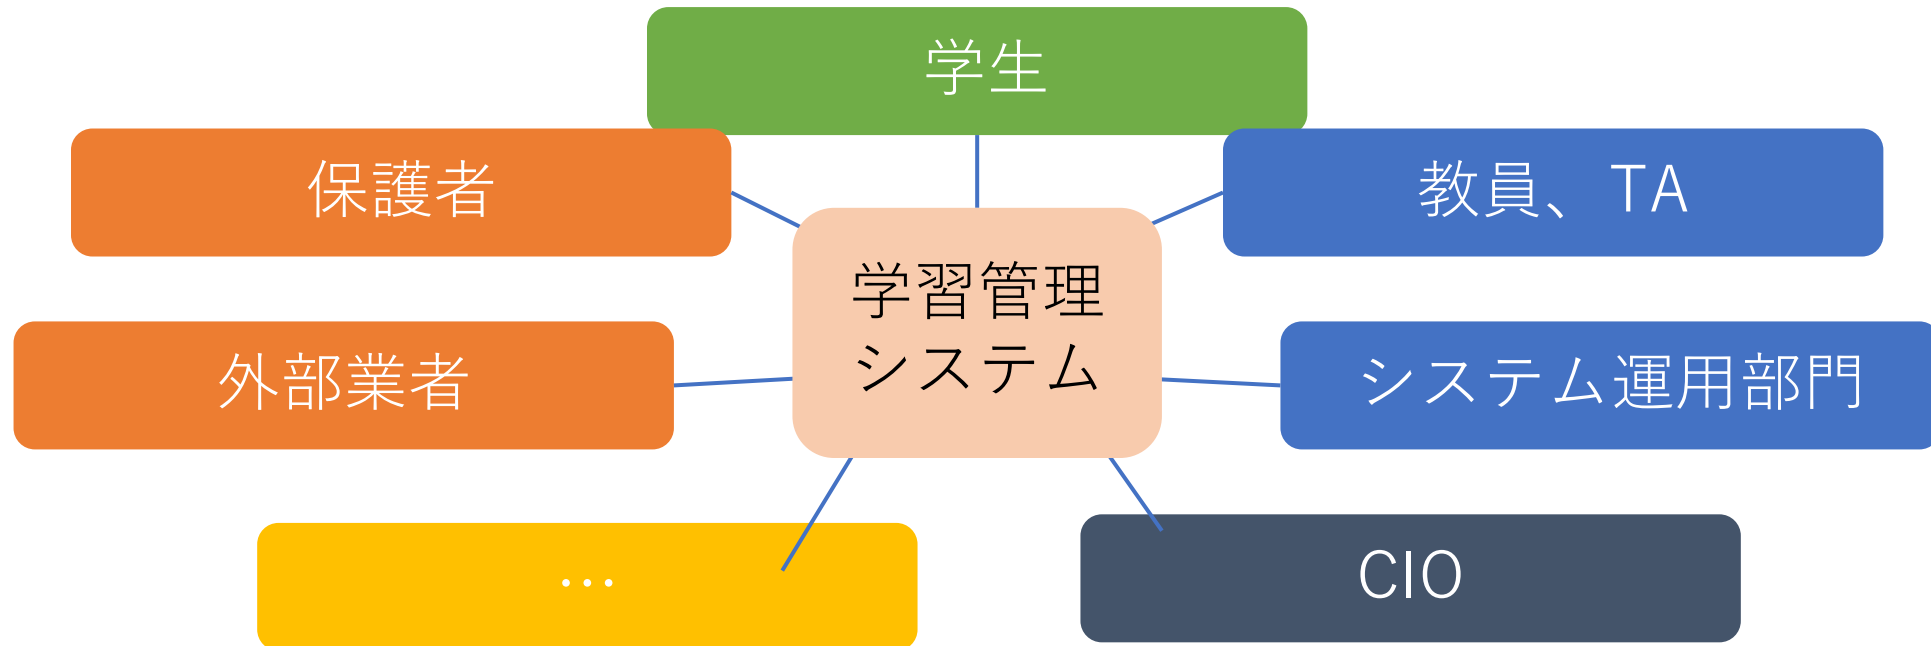 学生
保護者
教員、TA
学習管理
システム
外部業者
システム運用部門
…
CIO